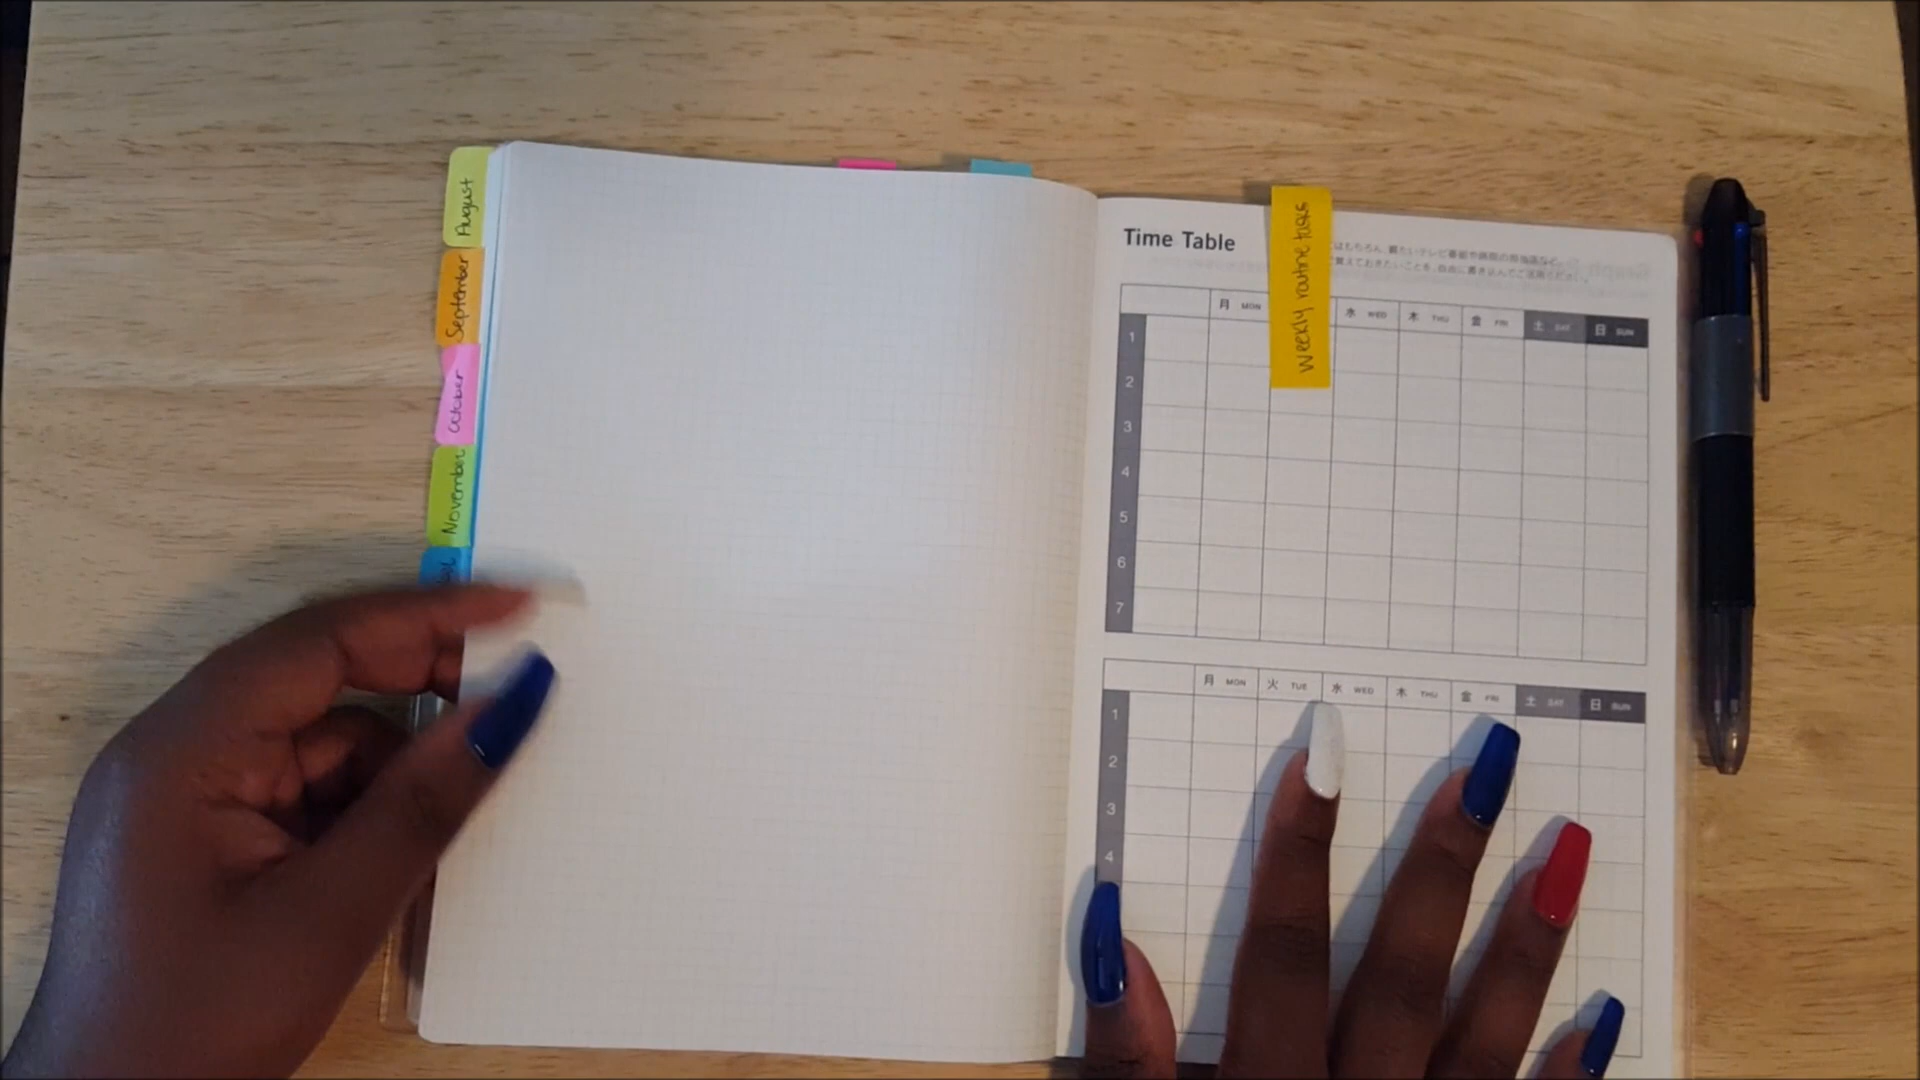 August
September
October
November
Time Table
Weekly routine tasks
月 MON
水 WED
木 THU
金 FRI
土 SAT
日 SUN
1
2
3
4
5
6
7
月 MON
火 TUE
水 WED
木 THU
金 FRI
土 SAT
日 SUN
1
2
3
4